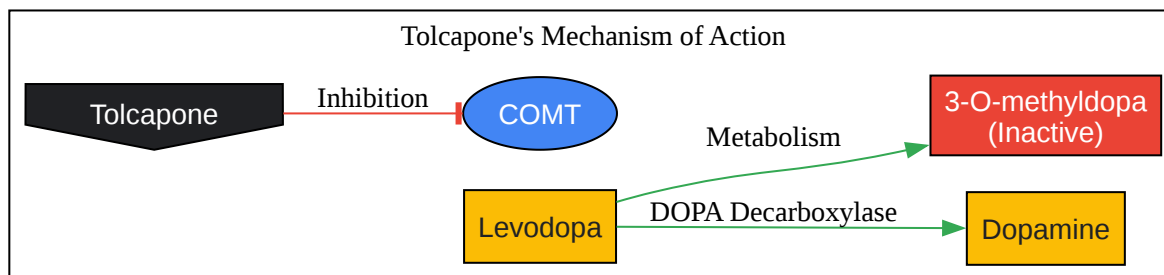 Tolcapone's Mechanism of Action
Tolcapone
Inhibition
COMT
3-O-methyldopa
(Inactive)
Metabolism
Levodopa
DOPA Decarboxylase
Dopamine